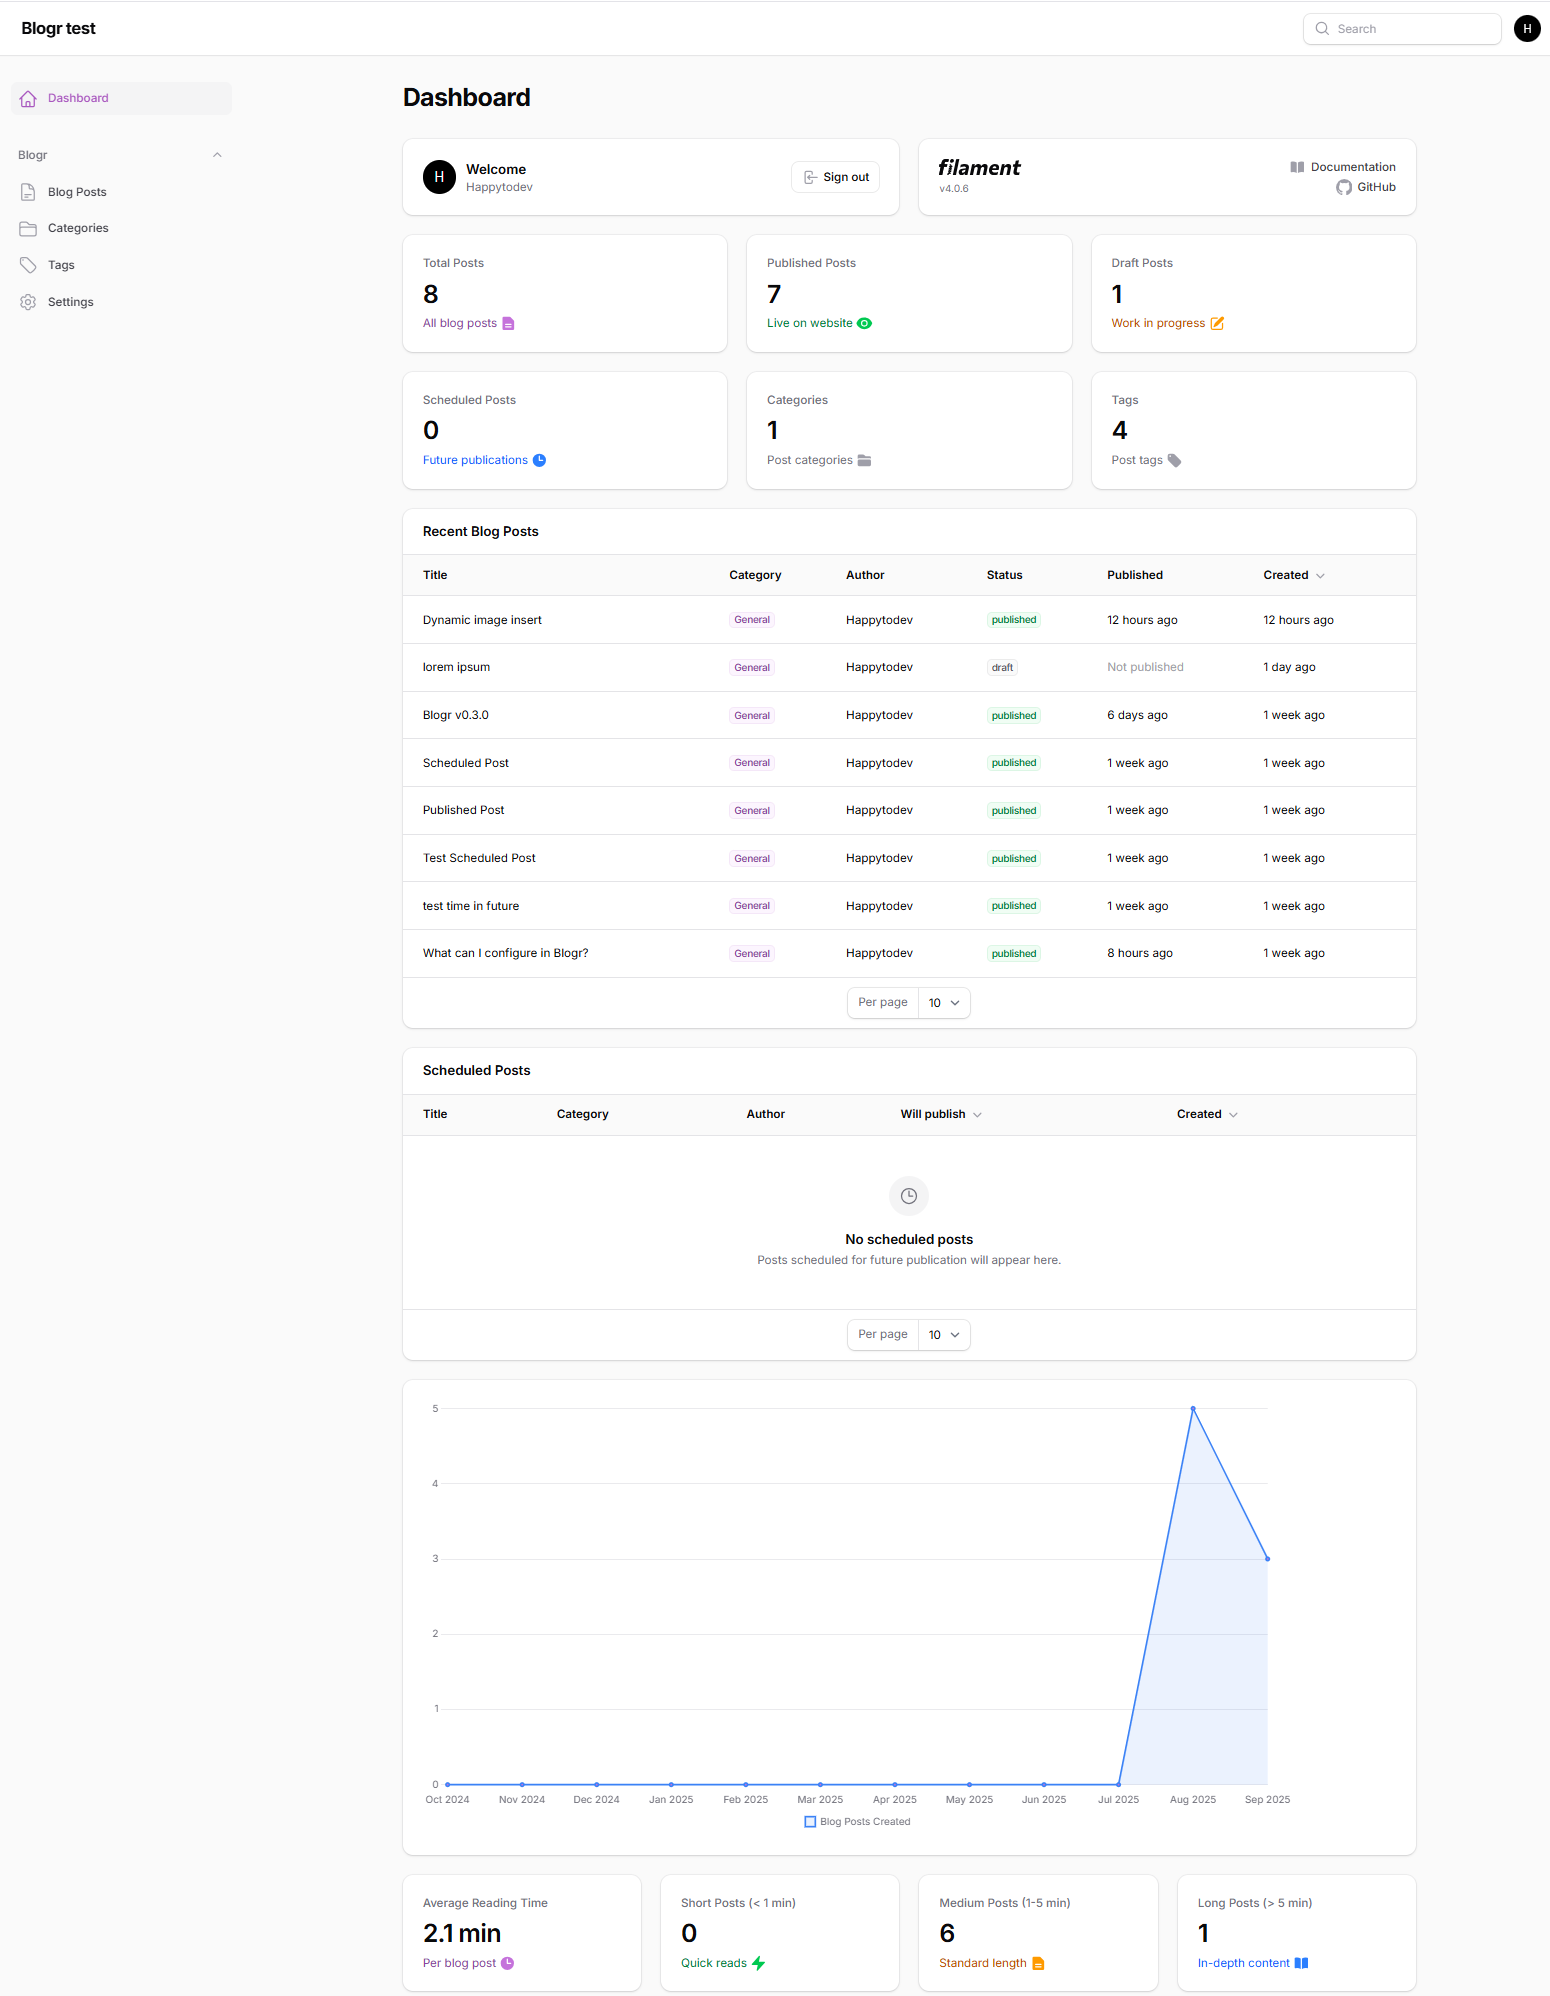 Blogr test
Search
H
Dashboard
Blogr
Blog Posts
Categories
Tags
Settings
Dashboard
H
Welcome
Happytodev
Sign out
filament
v4.0.6
Documentation
GitHub
Total Posts
8
All blog posts
Published Posts
7
Live on website
Draft Posts
1
Work in progress
Scheduled Posts
0
Future publications
Categories
1
Post categories
Tags
4
Post tags
Recent Blog Posts
Title Category Author Status Published Created
Dynamic image insert General Happytodev published 12 hours ago 12 hours ago
lorem ipsum General Happytodev draft Not published 1 day ago
Blogr v0.3.0 General Happytodev published 6 days ago 1 week ago
Scheduled Post General Happytodev published 1 week ago 1 week ago
Published Post General Happytodev published 1 week ago 1 week ago
Test Scheduled Post General Happytodev published 1 week ago 1 week ago
test time in future General Happytodev published 1 week ago 1 week ago
What can I configure in Blogr? General Happytodev published 8 hours ago 1 week ago
Per page 10
Scheduled Posts
Title Category Author Will publish Created
No scheduled posts
Posts scheduled for future publication will appear here.
Per page 10
5
4
3
2
1
0
Oct 2024 Nov 2024 Dec 2024 Jan 2025 Feb 2025 Mar 2025 Apr 2025 May 2025 Jun 2025 Jul 2025 Aug 2025 Sep 2025
Blog Posts Created
Average Reading Time
2.1 min
Per blog post
Short Posts (< 1 min)
0
Quick reads
Medium Posts (1-5 min)
6
Standard length
Long Posts (> 5 min)
1
In-depth content